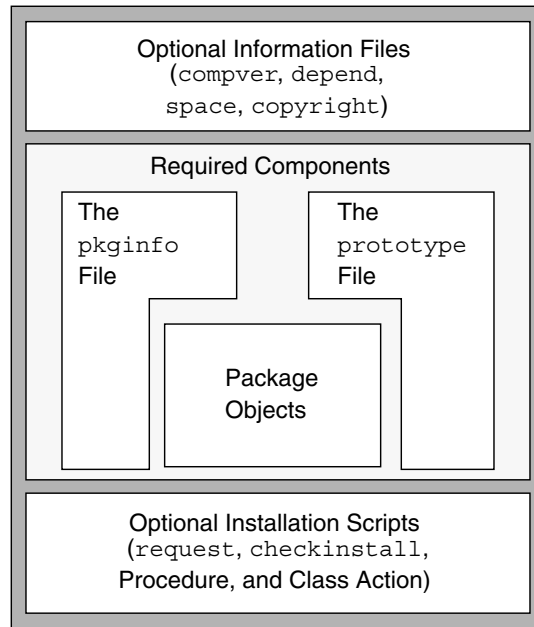 Optional Information Files
(compver, depend,
space, copyright)
Required Components
The
pkginfo
File
The
prototype
File
Package
Objects
Optional Installation Scripts
(request, checkinstall,
Procedure, and Class Action)